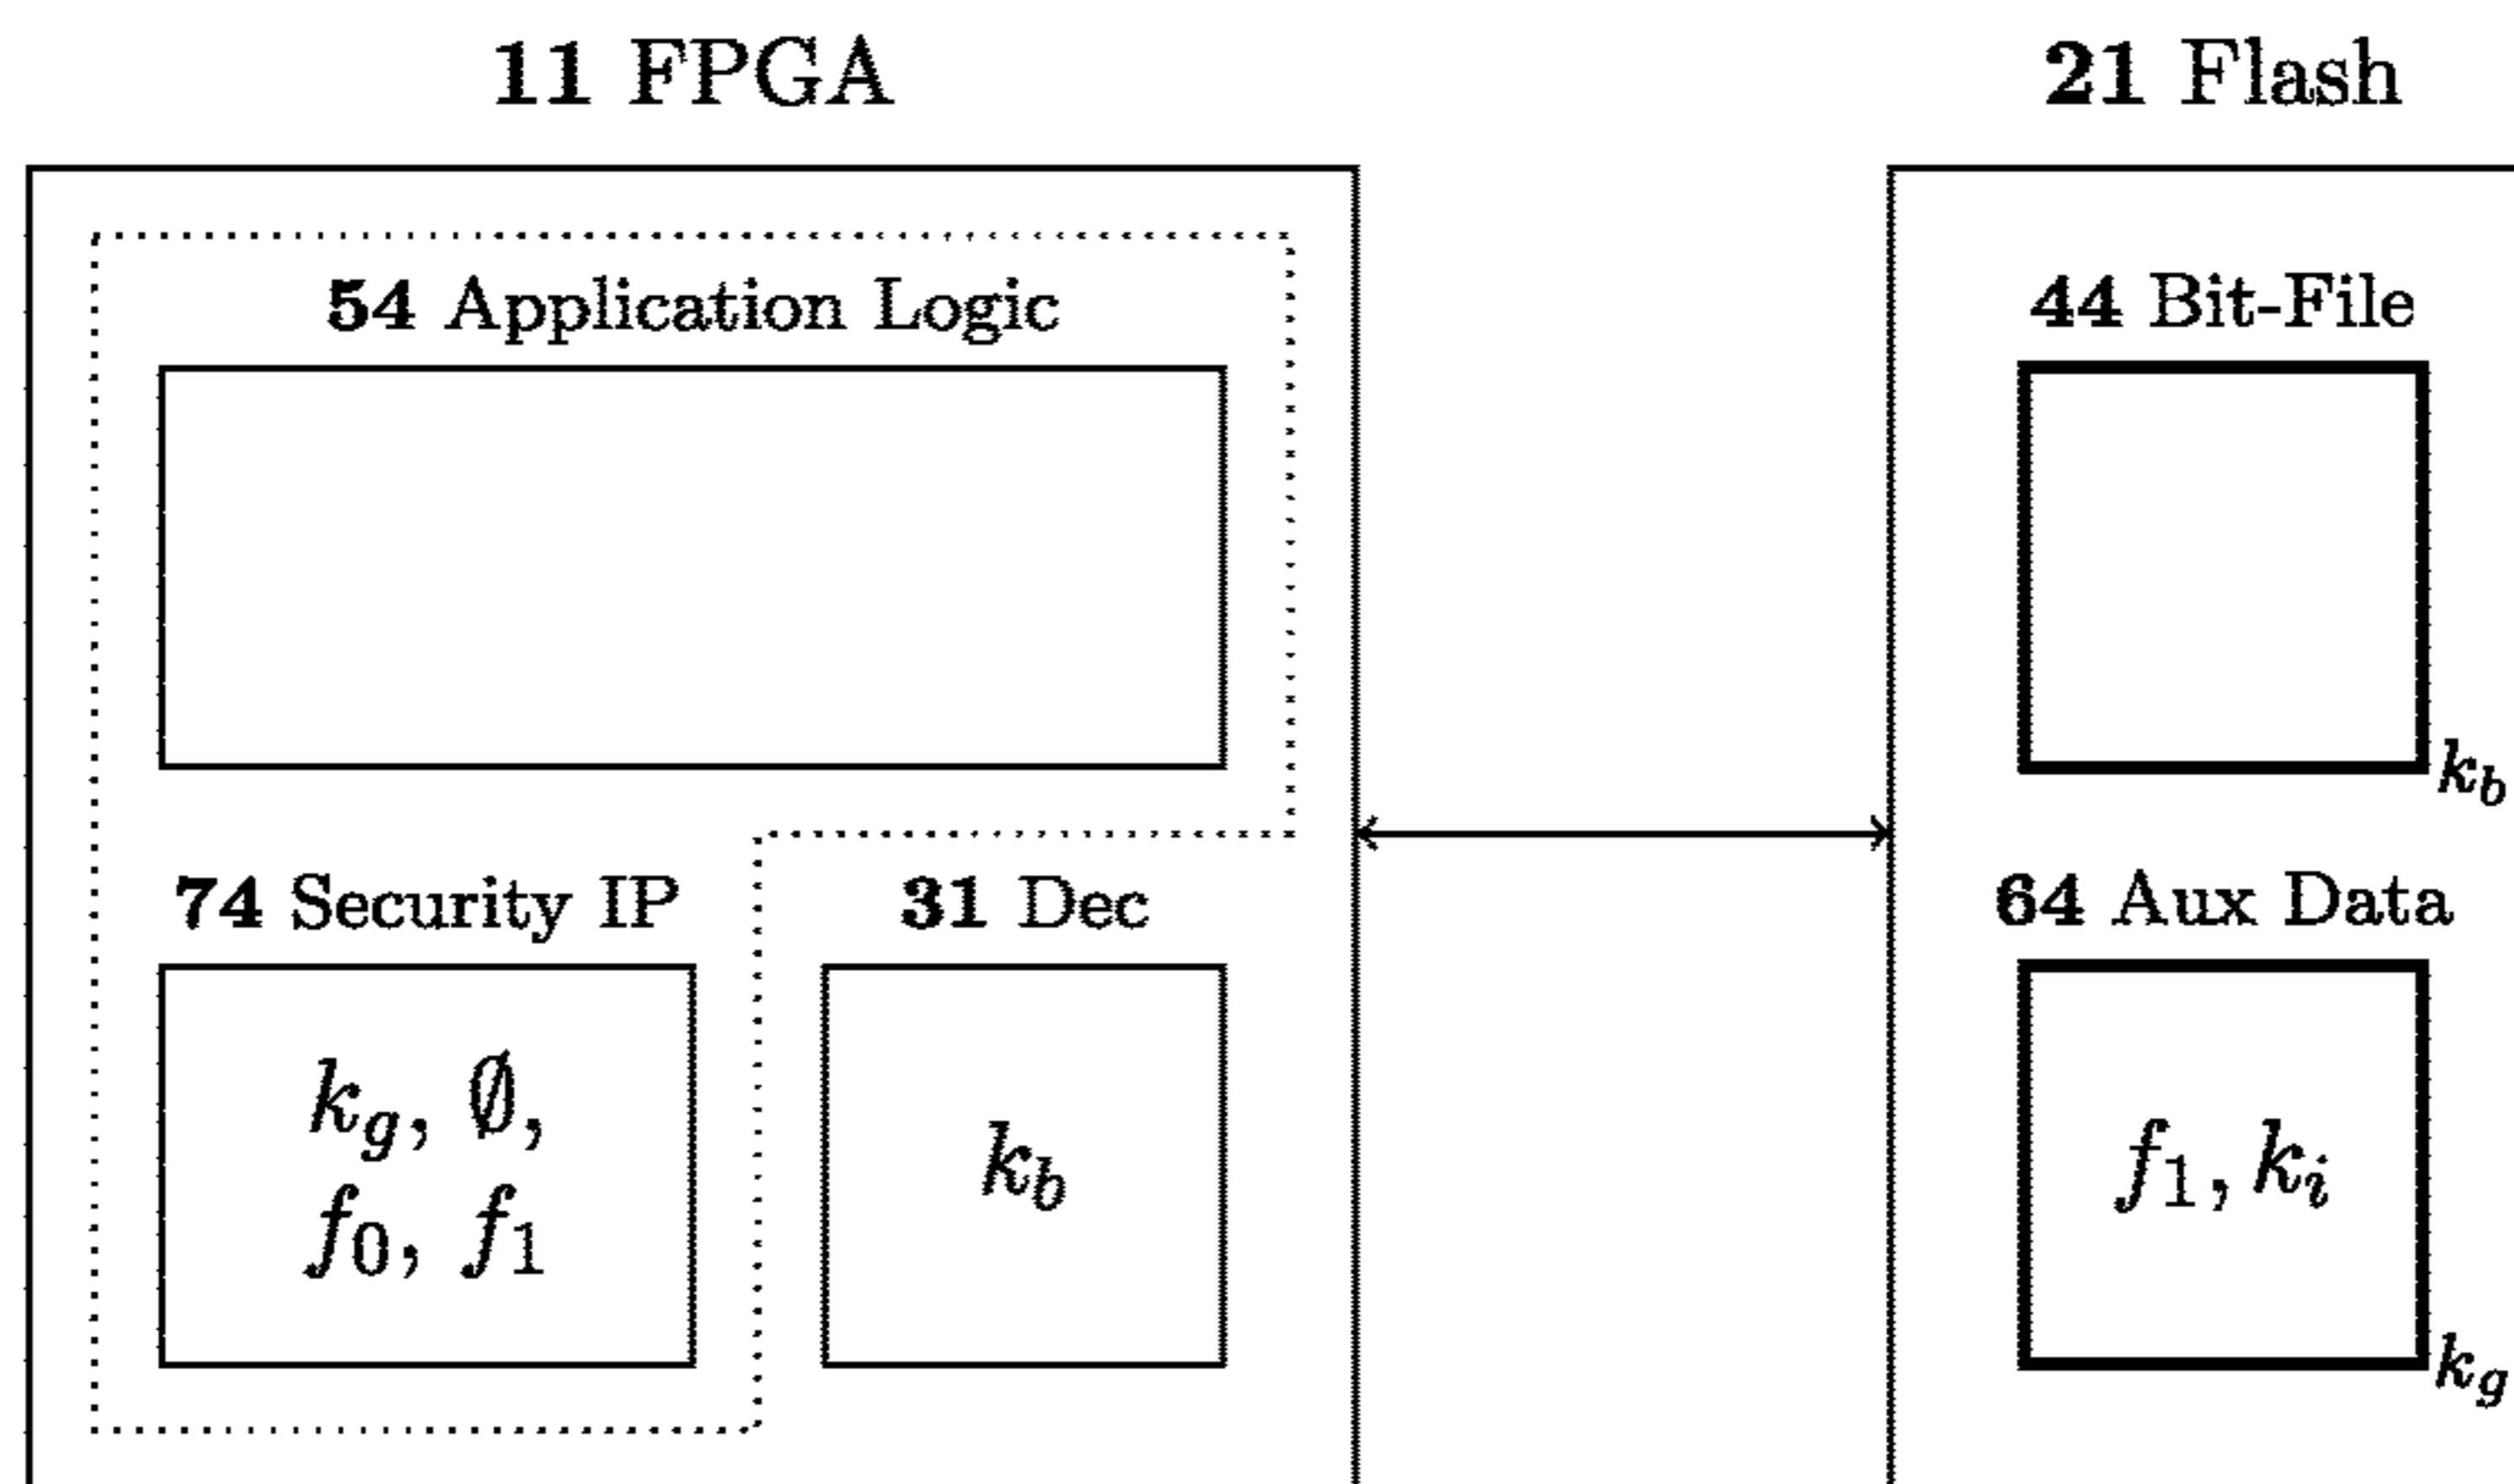 11 FPGA
21 Flash
54 Application Logic
44 Bit-File
k_b
74 Security IP
31 Dec
64 Aux Data
k_g, ∅,
f_0, f_1
k_b
f_1, k_i
k_g